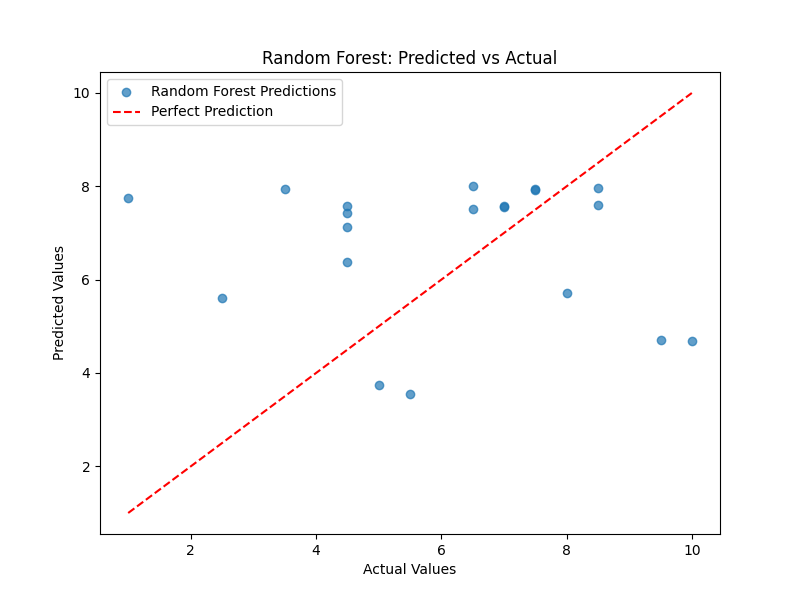 Random Forest: Predicted vs Actual
Random Forest Predictions
Perfect Prediction
10
8
6
4
2
Predicted Values
2 4 6 8 10
Actual Values